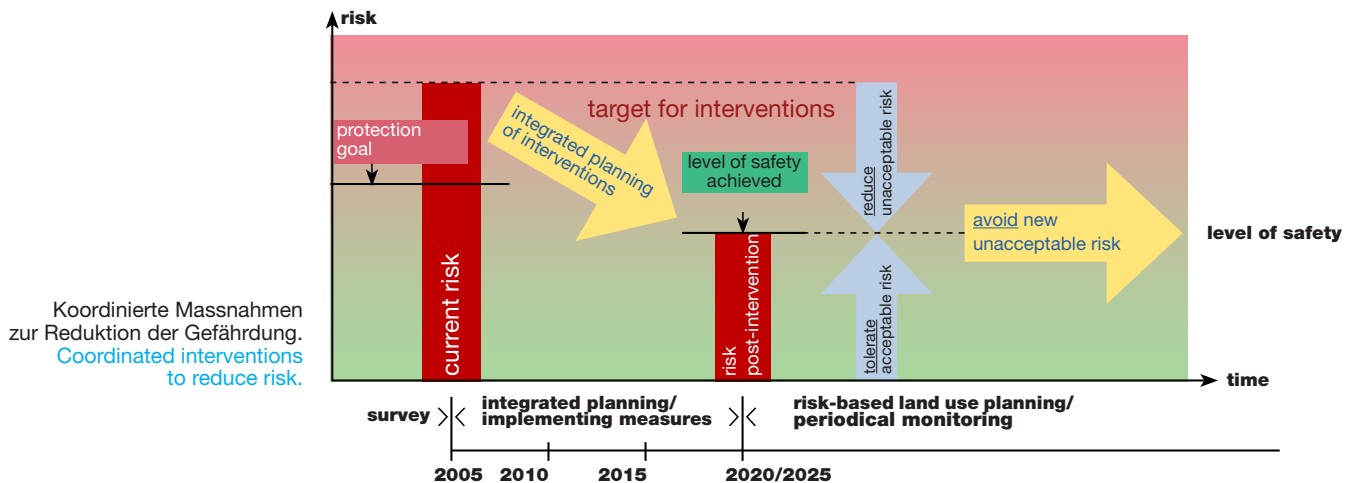 risk
target for interventions
protection
goal
integrated planning
of interventions
level of safety
achieved
reduce
unacceptable risk
avoid new
unacceptable risk
level of safety
current risk
risk
post-intervention
tolerate
acceptable risk
Koordinierte Massnahmen
zur Reduktion der Gefährdung.
Coordinated interventions
to reduce risk.
time
survey
integrated planning/
implementing measures
risk-based land use planning/
periodical monitoring
2005
2010
2015
2020/2025